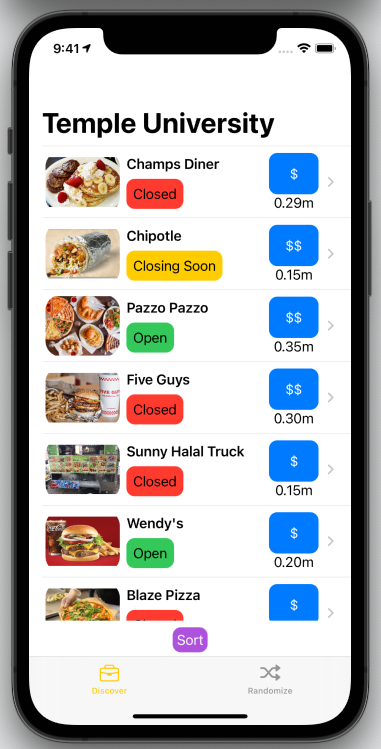 9:41
Temple University
Champs Diner
$
Closed
0.29m
Chipotle
$$
Closing Soon
0.15m
Pazzo Pazzo
$$
Open
0.35m
Five Guys
$$
Closed
0.30m
Sunny Halal Truck
$
Closed
0.15m
Wendy's
$
Open
0.20m
Blaze Pizza
$
Sort
Discover
Randomize